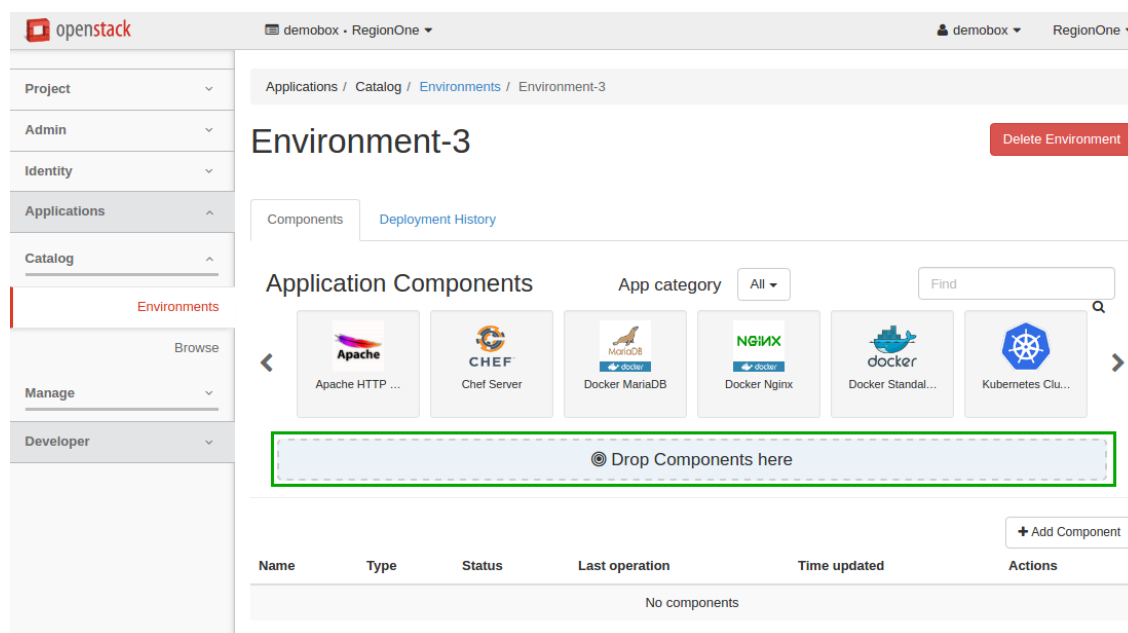 openstack
demobox • RegionOne
demobox
RegionOne
Project
Admin
Identity
Applications
Catalog
Environments
Browse
Manage
Developer
Applications / Catalog / Environments / Environment-3
Environment-3
Delete Environment
Components
Deployment History
Application Components
App category
All
Find
Apache
Apache HTTP ...
CHEF
Chef Server
MariaDB
docker
Docker MariaDB
NGINX
docker
Docker Nginx
docker
Docker Standal...
Kubernetes Clu...
Drop Components here
+ Add Component
Name Type Status Last operation Time updated Actions
No components